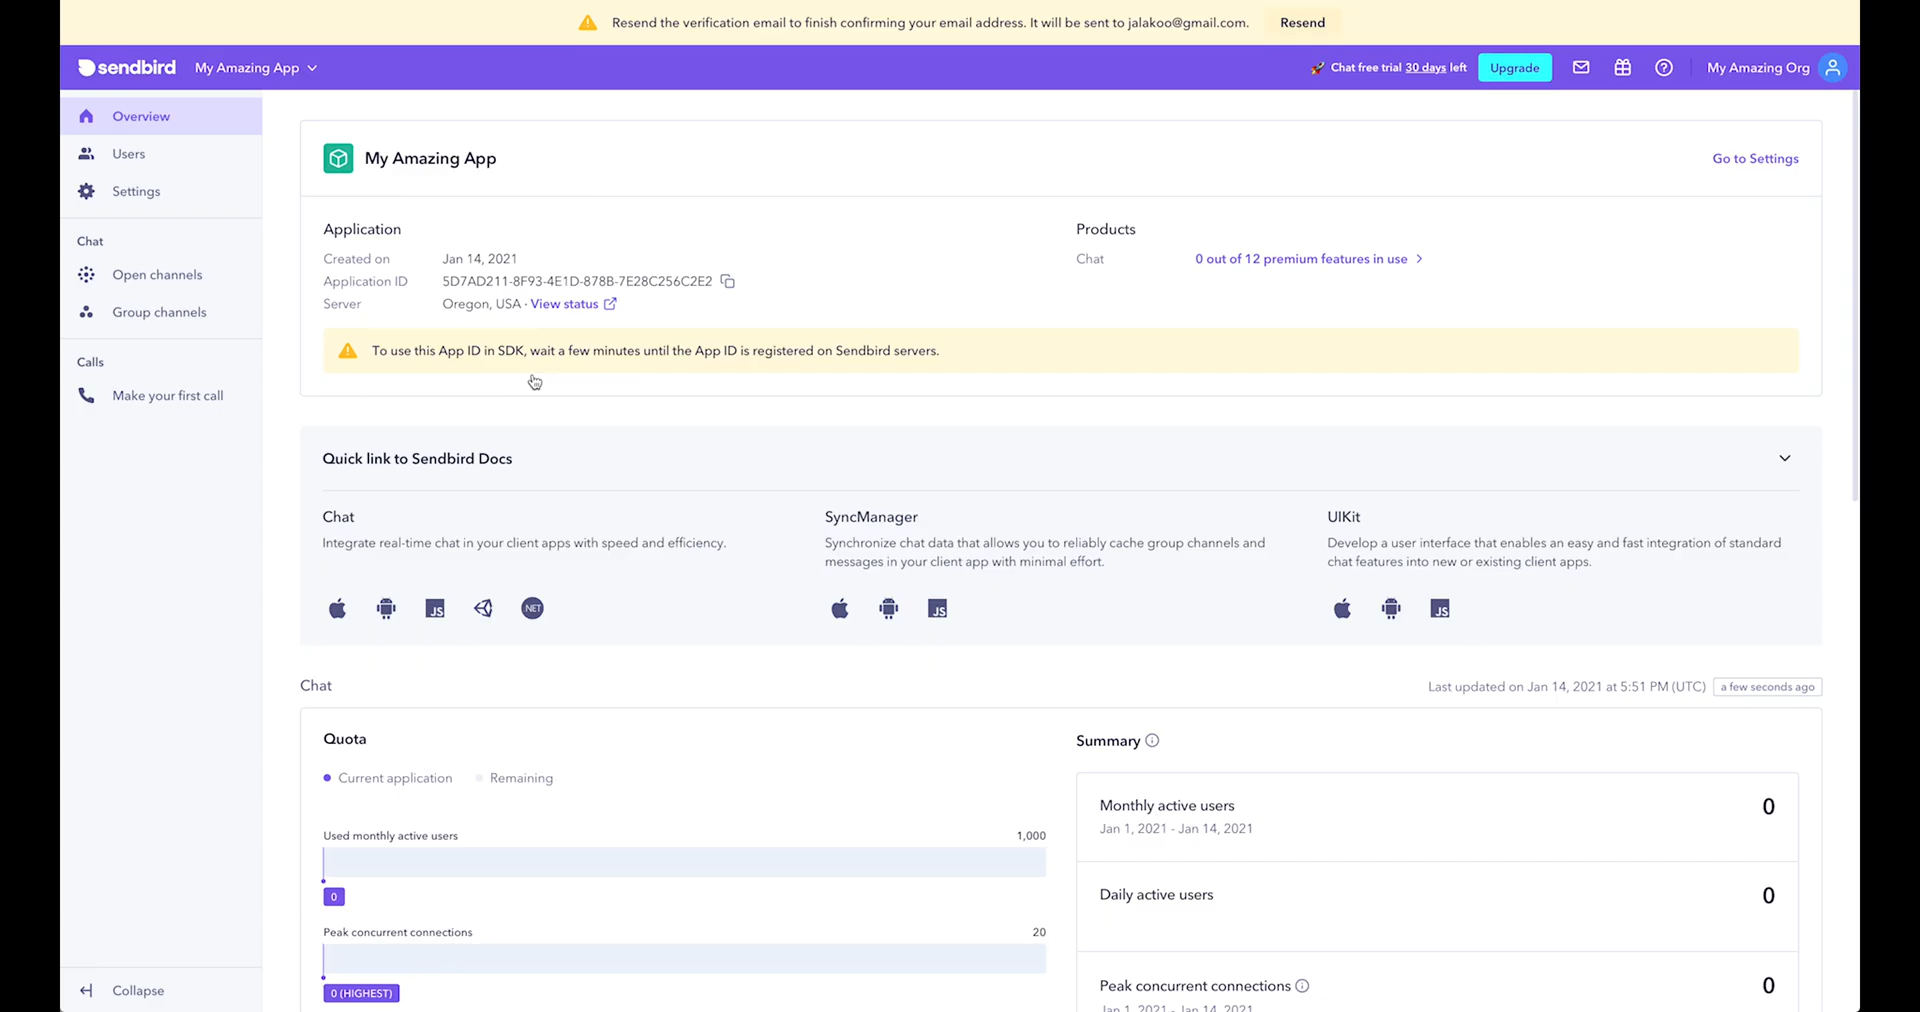 Resend the verification email to finish confirming your email address. It will be sent to jalakoo@gmail.com. Resend
sendbird My Amazing App Chat free trial 30 days left Upgrade My Amazing Org
Overview
Users
Settings
Chat
Open channels
Group channels
Calls
Make your first call
Collapse
My Amazing App Go to Settings
Application
Created on Jan 14, 2021
Application ID 5D7AD211-8F93-4E1D-878B-7E28C256C2E2
Server Oregon, USA · View status
Products
Chat 0 out of 12 premium features in use
To use this App ID in SDK, wait a few minutes until the App ID is registered on Sendbird servers.
Quick link to Sendbird Docs
Chat
Integrate real-time chat in your client apps with speed and efficiency.
JS NET
SyncManager
Synchronize chat data that allows you to reliably cache group channels and
messages in your client app with minimal effort.
JS
UIKit
Develop a user interface that enables an easy and fast integration of standard
chat features into new or existing client apps.
JS
Chat Last updated on Jan 14, 2021 at 5:51 PM (UTC) a few seconds ago
Quota
Current application Remaining
Used monthly active users 1,000
0
Peak concurrent connections 20
0 (HIGHEST)
Summary
Monthly active users 0
Jan 1, 2021 - Jan 14, 2021
Daily active users 0
Peak concurrent connections 0
Jan 1, 2021 - Jan 14, 2021